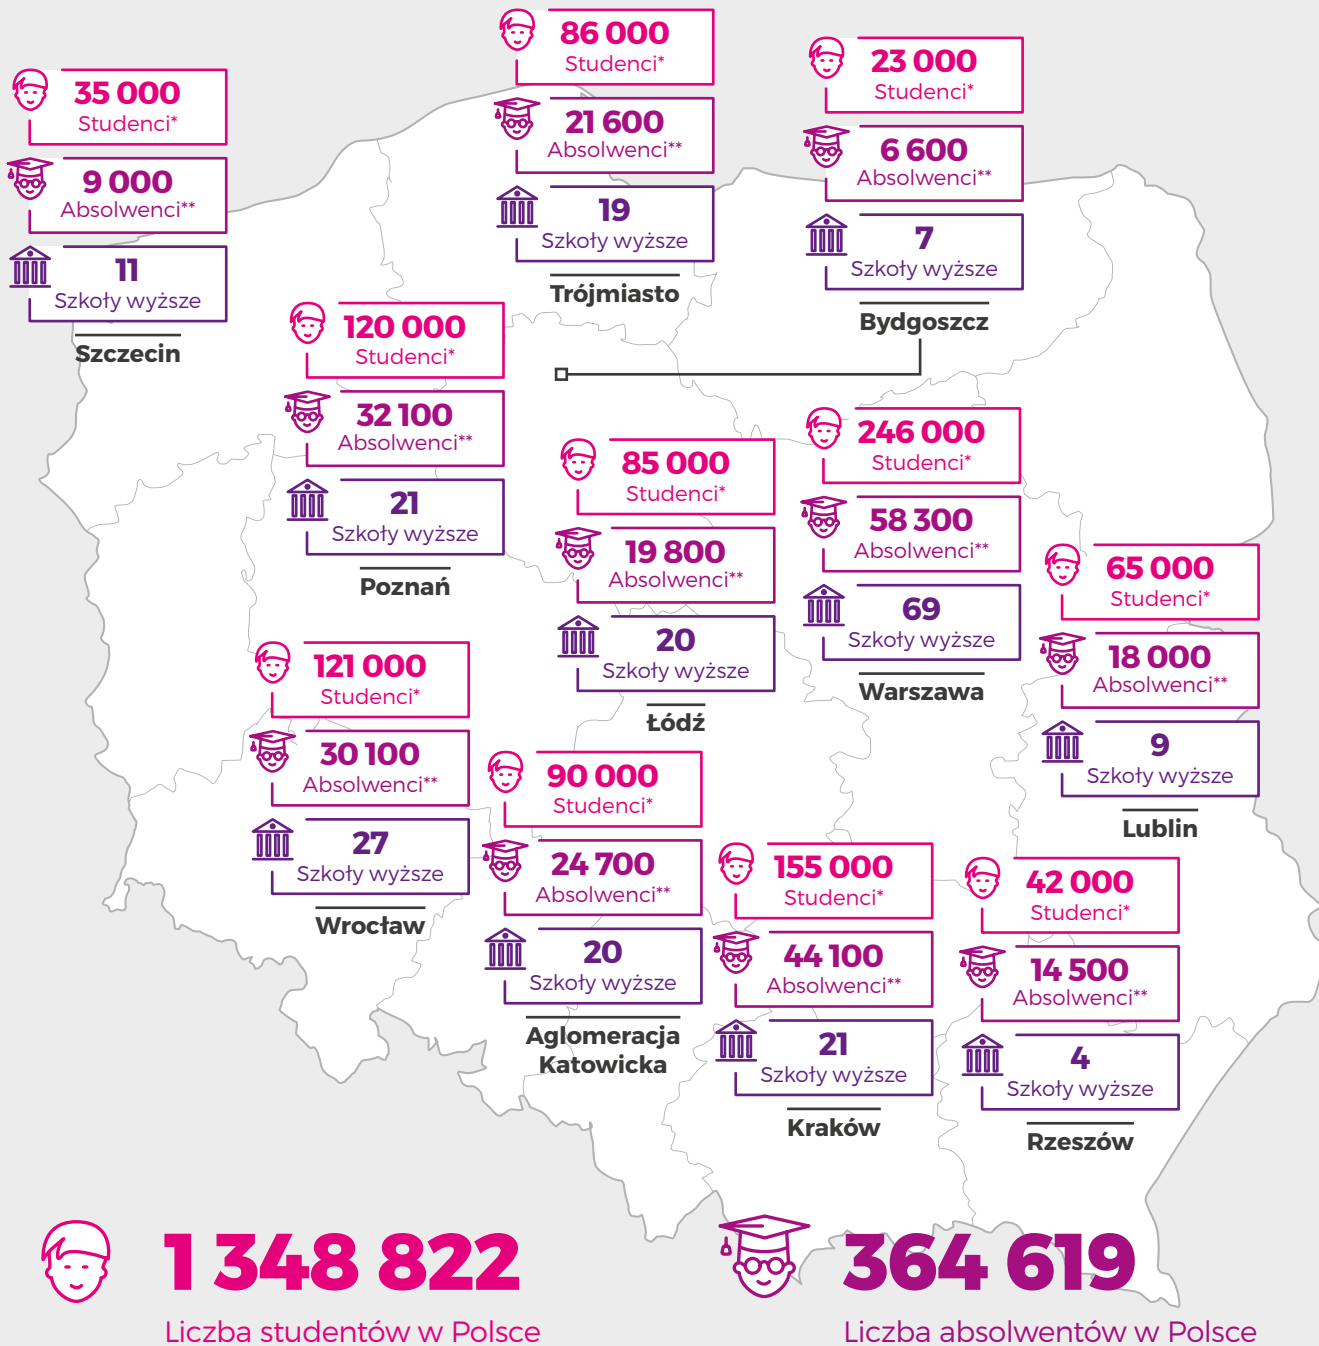 86 000
Studenci*
21 600
Absolwenci**
19
Szkoły wyższe
Trójmiasto
23 000
Studenci*
6 600
Absolwenci**
7
Szkoły wyższe
Bydgoszcz
35 000
Studenci*
9 000
Absolwenci**
11
Szkoły wyższe
Szczecin
120 000
Studenci*
32 100
Absolwenci**
21
Szkoły wyższe
Poznań
85 000
Studenci*
19 800
Absolwenci**
20
Szkoły wyższe
Łódź
246 000
Studenci*
58 300
Absolwenci**
69
Szkoły wyższe
Warszawa
65 000
Studenci*
18 000
Absolwenci**
9
Szkoły wyższe
Lublin
121 000
Studenci*
30 100
Absolwenci**
27
Szkoły wyższe
Wrocław
90 000
Studenci*
24 700
Absolwenci**
20
Szkoły wyższe
Aglomeracja
Katowicka
155 000
Studenci*
44 100
Absolwenci**
21
Szkoły wyższe
Kraków
42 000
Studenci*
14 500
Absolwenci**
4
Szkoły wyższe
Rzeszów
1 348 822
Liczba studentów w Polsce
364 619
Liczba absolwentów w Polsce